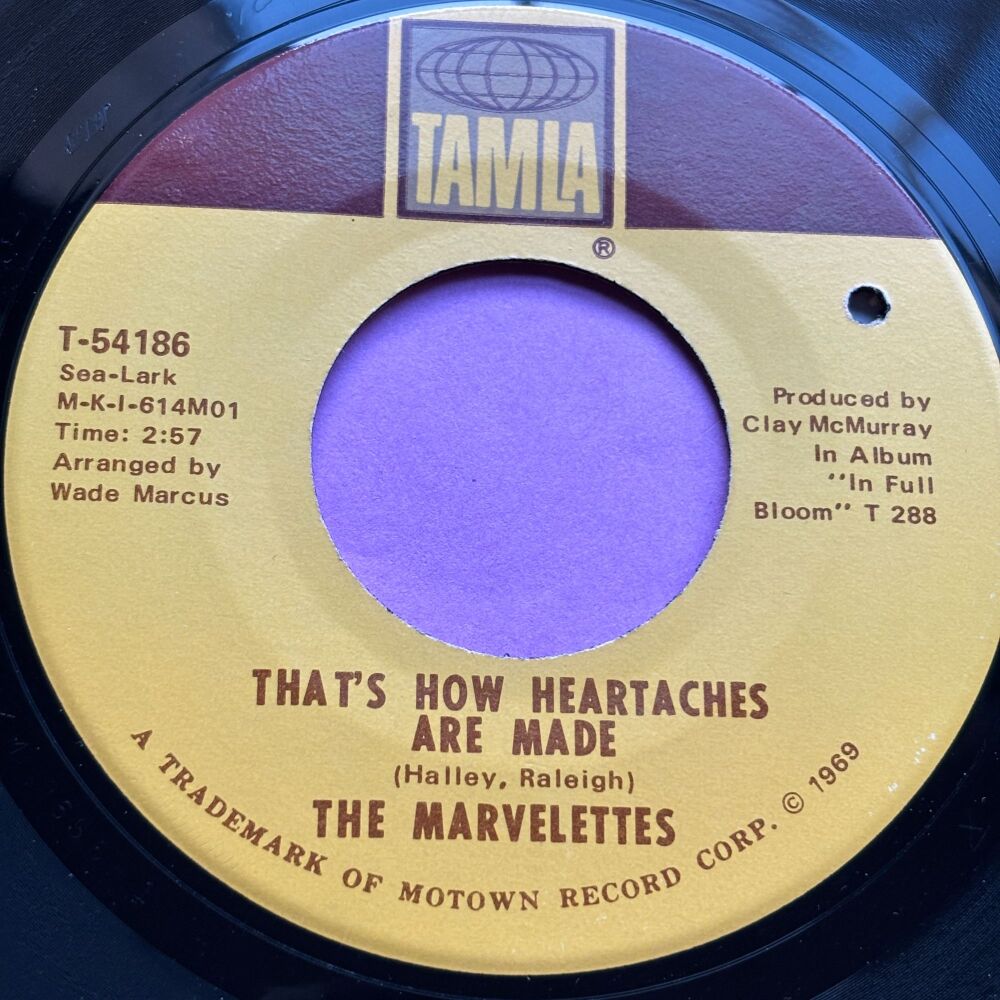 TAMLA
®
T-54186
Sea-Lark
M-K-I-614M01
Time: 2:57
Arranged by
Wade Marcus
Produced by
Clay McMurray
In Album
"In Full
Bloom" T 288
THAT'S HOW HEARTACHES
ARE MADE
(Halley, Raleigh)
THE MARVELETTES
A TRADEMARK OF MOTOWN RECORD CORP. © 1969